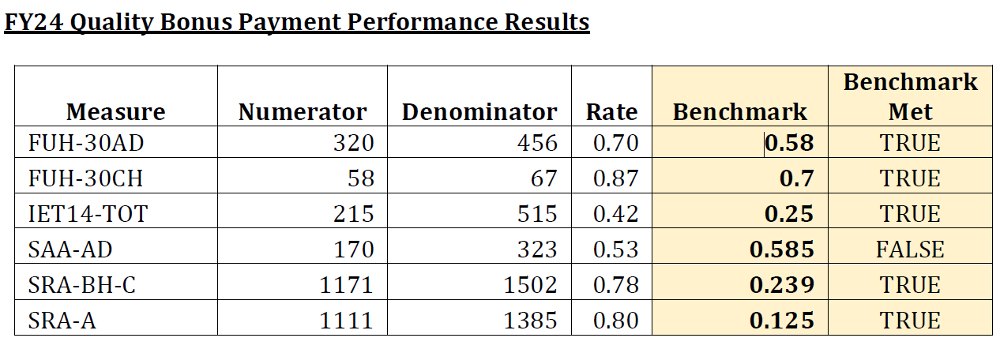 FY24 Quality Bonus Payment Performance Results
Measure Numerator Denominator Rate Benchmark Benchmark Met
FUH-30AD 320 456 0.70 0.58 TRUE
FUH-30CH 58 67 0.87 0.7 TRUE
IET14-TOT 215 515 0.42 0.25 TRUE
SAA-AD 170 323 0.53 0.585 FALSE
SRA-BH-C 1171 1502 0.78 0.239 TRUE
SRA-A 1111 1385 0.80 0.125 TRUE